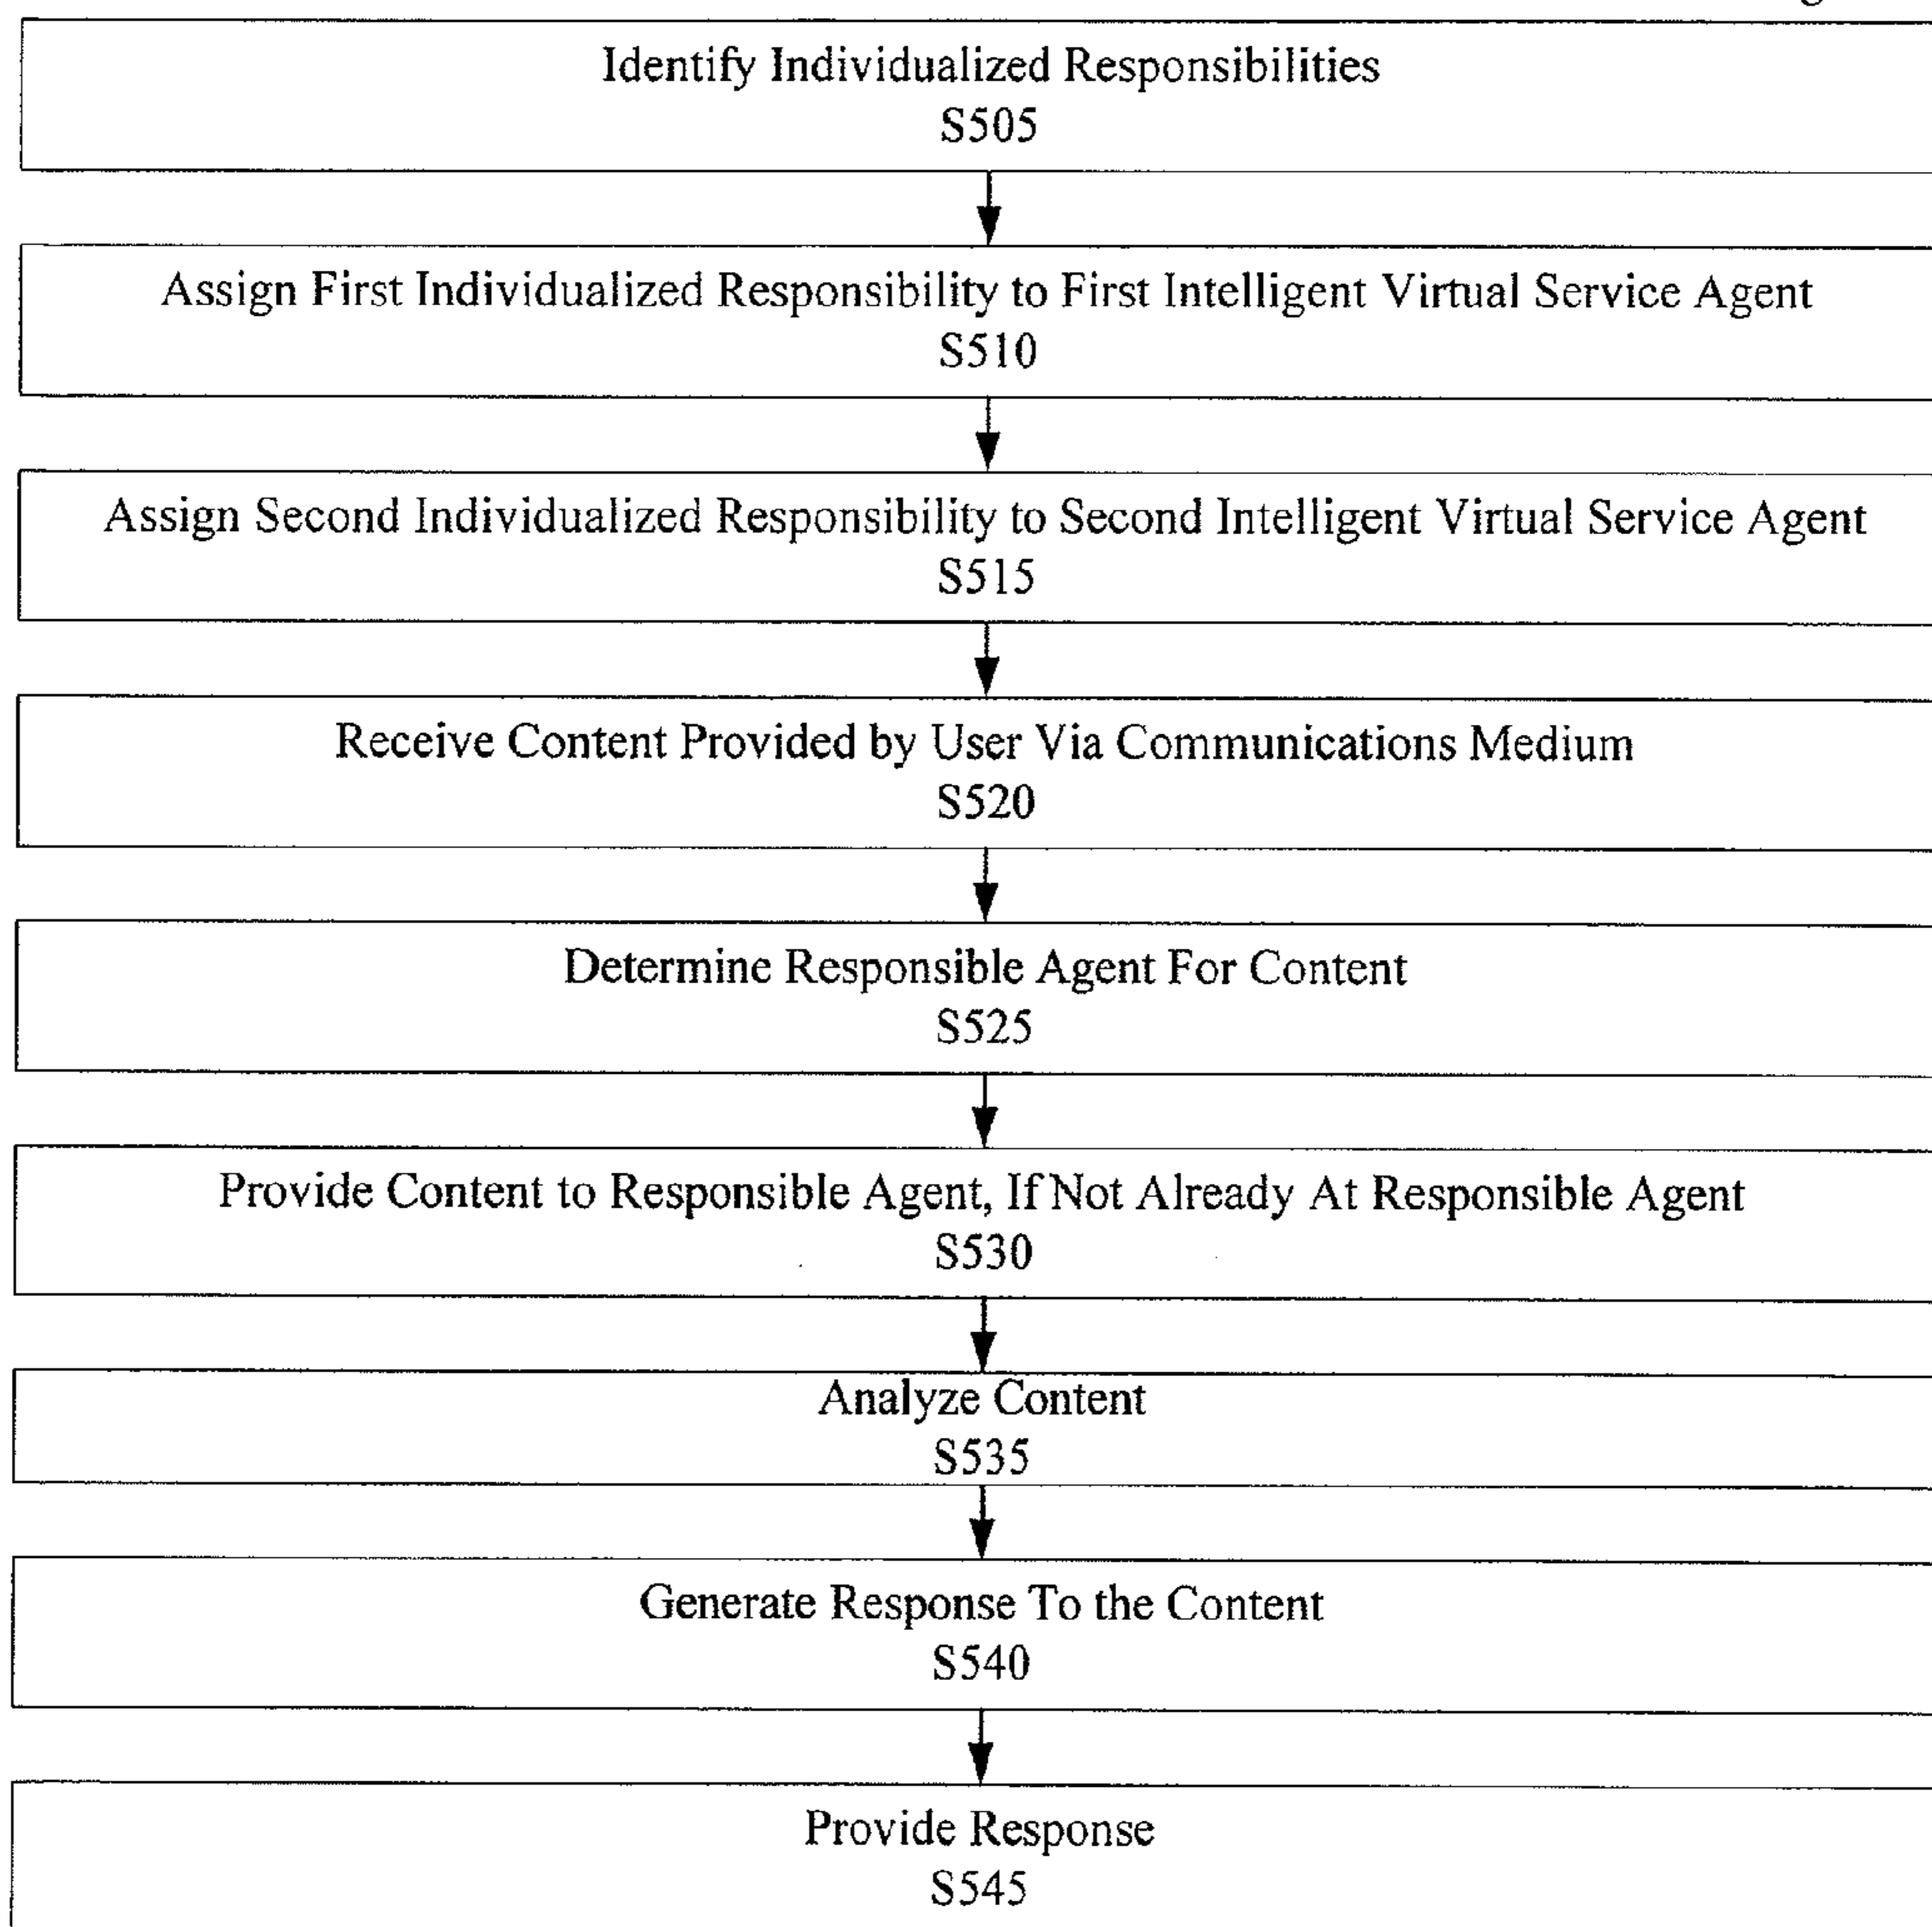 Identify Individualized Responsibilities
S505
Assign First Individualized Responsibility to First Intelligent Virtual Service Agent
S510
Assign Second Individualized Responsibility to Second Intelligent Virtual Service Agent
S515
Receive Content Provided by User Via Communications Medium
S520
Determine Responsible Agent For Content
S525
Provide Content to Responsible Agent, If Not Already At Responsible Agent
S530
Analyze Content
S535
Generate Response To the Content
S540
Provide Response
S545